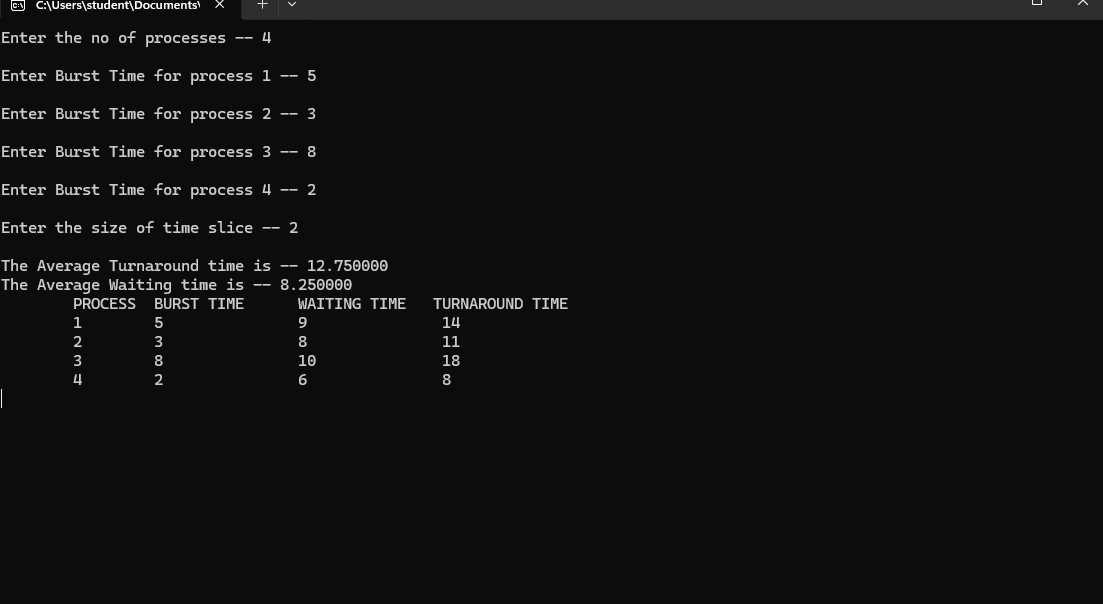 C:\Users\student\Documents\
Enter the no of processes -- 4
Enter Burst Time for process 1 -- 5
Enter Burst Time for process 2 -- 3
Enter Burst Time for process 3 -- 8
Enter Burst Time for process 4 -- 2
Enter the size of time slice -- 2
The Average Turnaround time is -- 12.750000
The Average Waiting time is -- 8.250000
PROCESS BURST TIME WAITING TIME TURNAROUND TIME
1 5 9 14
2 3 8 11
3 8 10 18
4 2 6 8